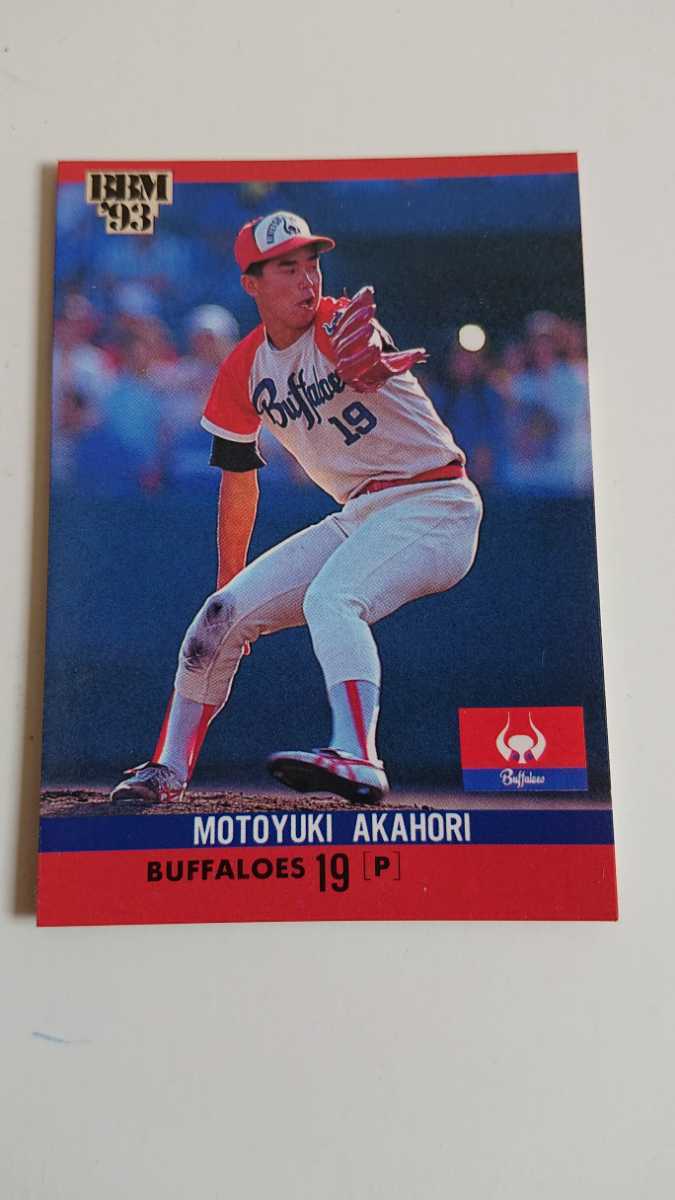 BBM
'93
Buffaloes
19
Buffaloes
MOTOYUKI AKAHORI
BUFFALOES 19 [P]